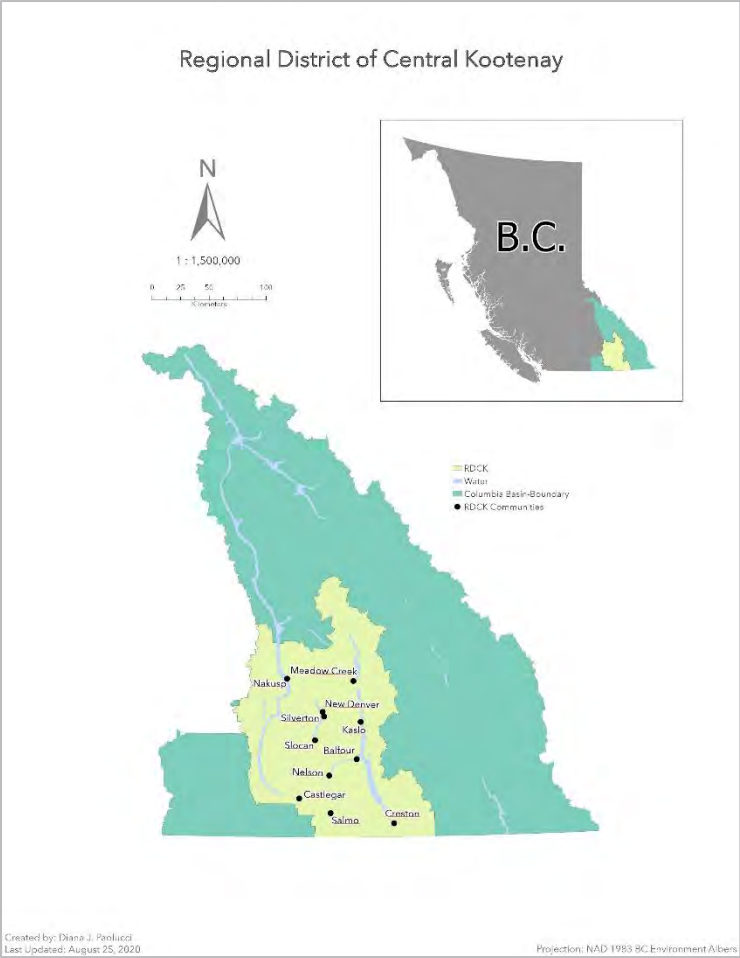 Regional District of Central Kootenay
N
1 : 1,500,000
0 25 50 100
Kilometers
B.C.
RDCK
Water
Columbia Basin-Boundary
RDCK Communities
Meadow Creek
Nakusp
New Denver
Silverton
Kaslo
Slocan
Balfour
Nelson
Castlegar
Salmo
Creston
Created by: Diana J. Paolucci
Last Updated: August 25, 2020
Projection: NAD 1983 BC Environment Albers